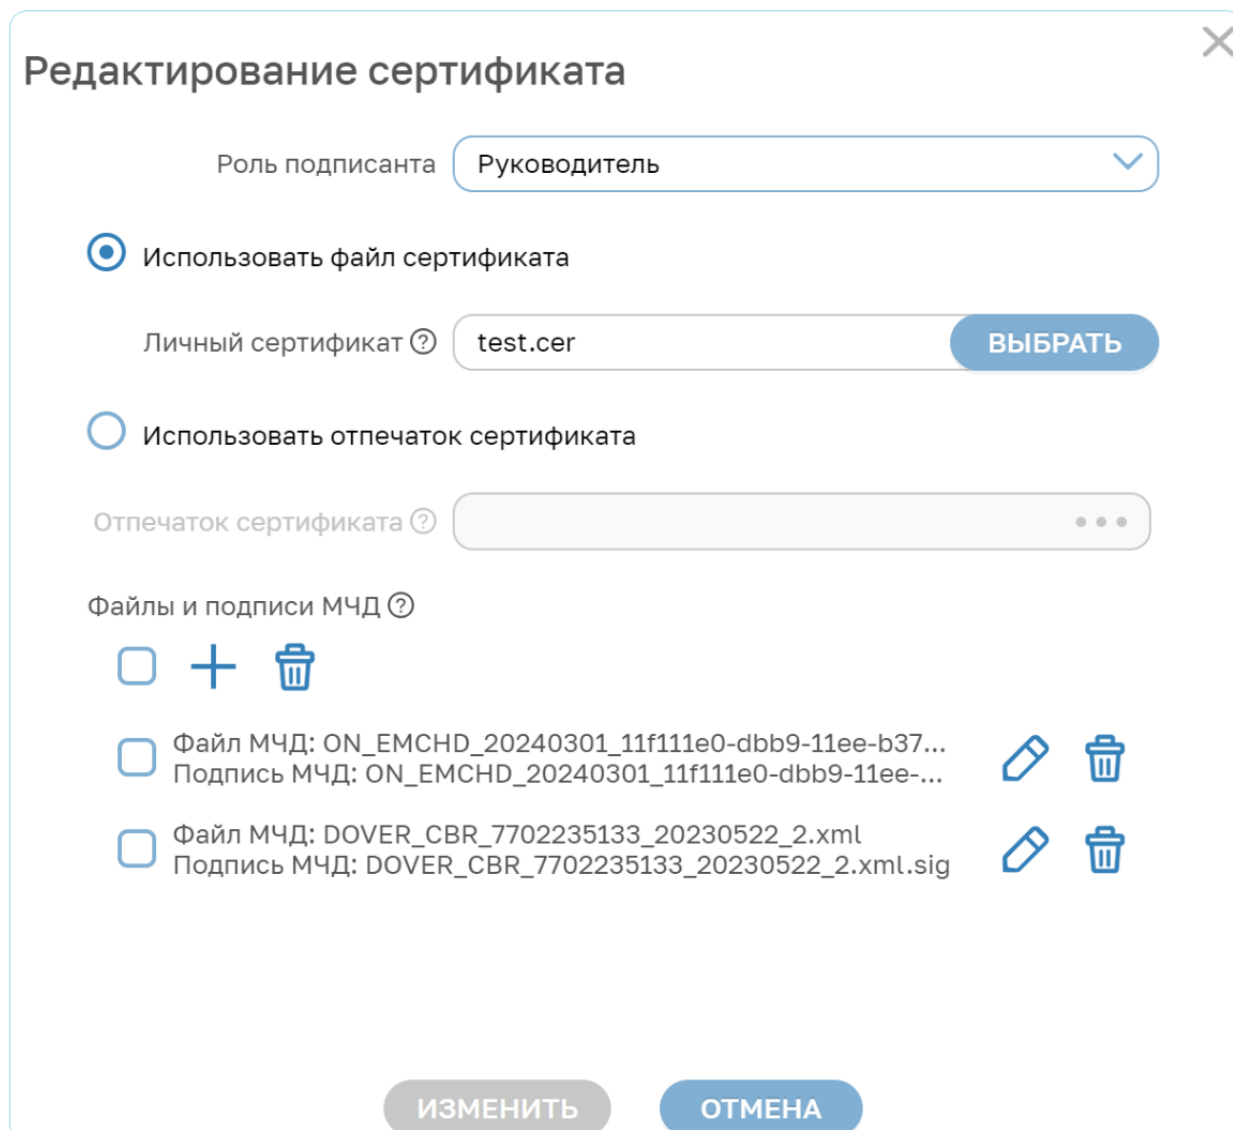 Редактирование сертификата
Роль подписанта Руководитель
Использовать файл сертификата
Личный сертификат ? test.cer ВЫБРАТЬ
Использовать отпечаток сертификата
Отпечаток сертификата ? •••
Файлы и подписи МЧД ?
Файл МЧД: ON_EMCHD_20240301_11f111e0-dbb9-11ee-b37...
Подпись МЧД: ON_EMCHD_20240301_11f111e0-dbb9-11ee-...
Файл МЧД: DOVER_CBR_7702235133_20230522_2.xml
Подпись МЧД: DOVER_CBR_7702235133_20230522_2.xml.sig
ИЗМЕНИТЬ ОТМЕНА